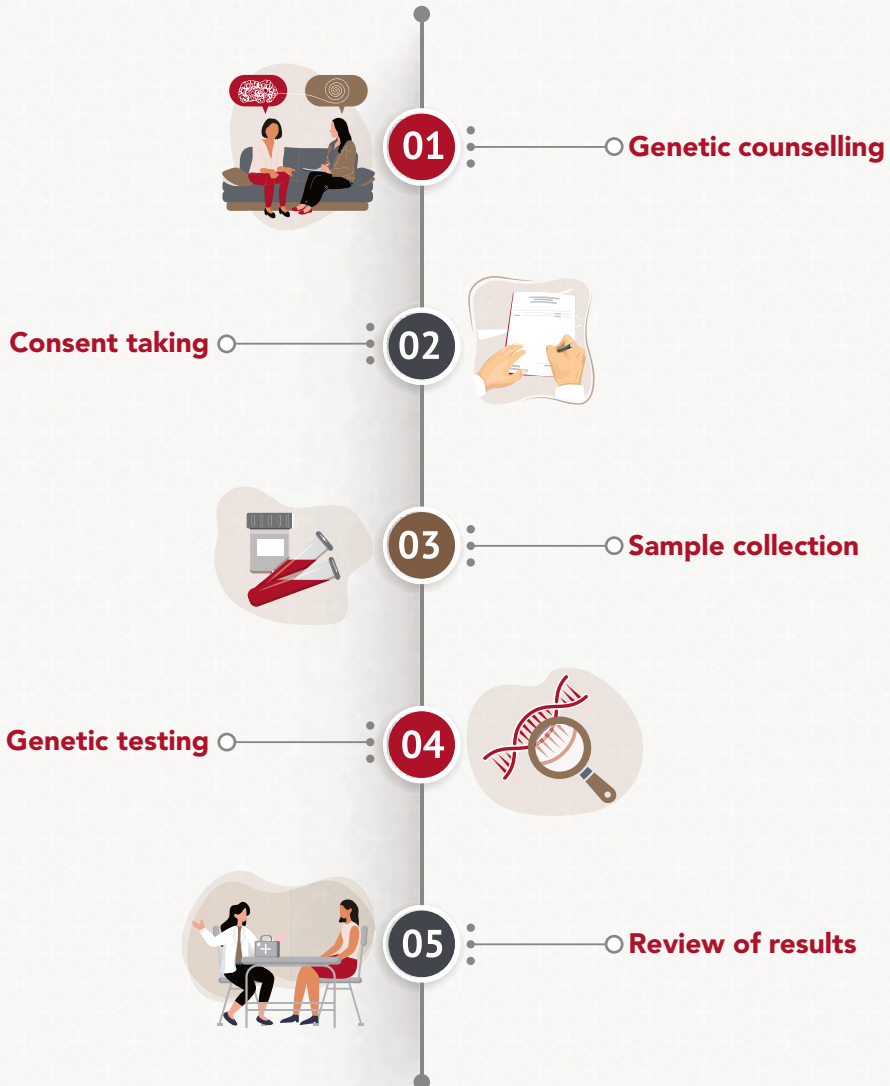 01
Genetic counselling
Consent taking
02
03
Sample collection
Genetic testing
04
05
Review of results